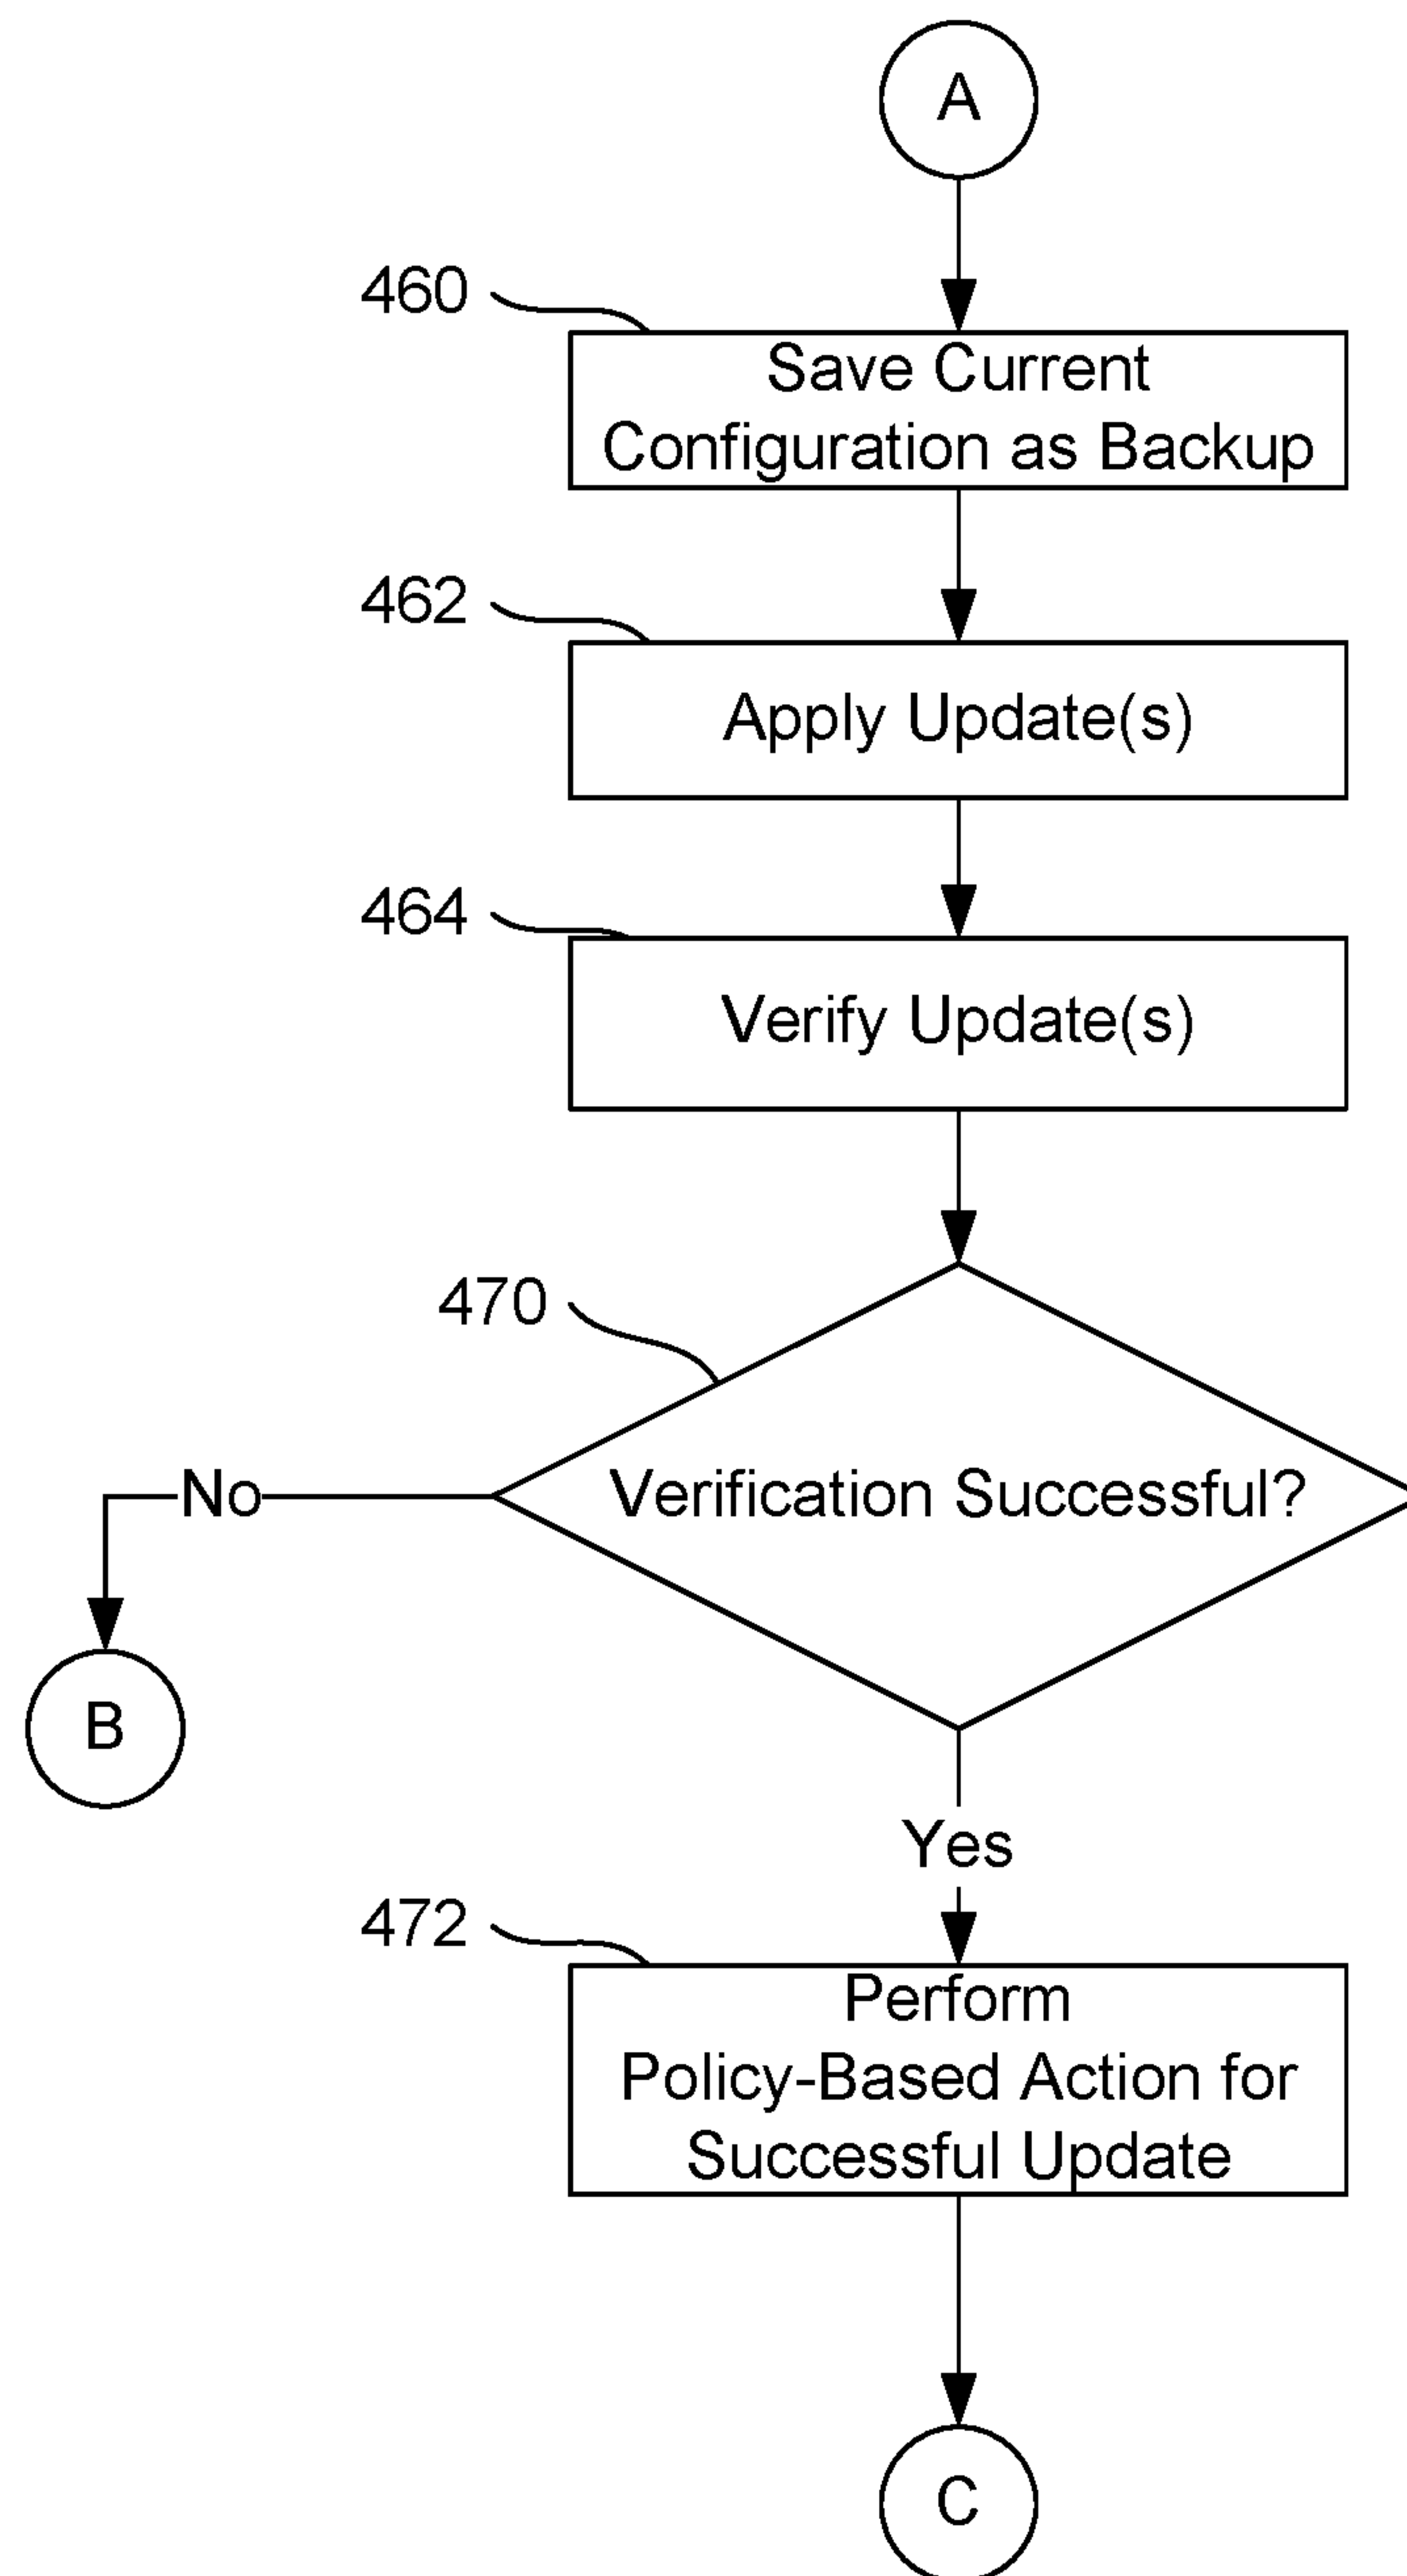 A
460
Save Current
Configuration as Backup
462
Apply Update(s)
464
Verify Update(s)
470
Verification Successful?
No
B
Yes
472
Perform
Policy-Based Action for
Successful Update
C